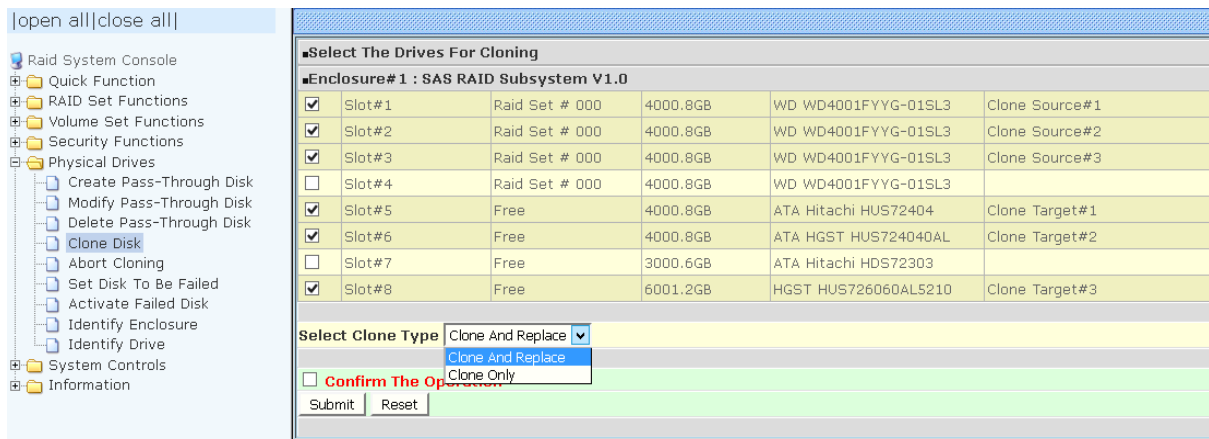 |open all|close all|
Raid System Console
Quick Function
RAID Set Functions
Volume Set Functions
Security Functions
Physical Drives
Create Pass-Through Disk
Modify Pass-Through Disk
Delete Pass-Through Disk
Clone Disk
Abort Cloning
Set Disk To Be Failed
Activate Failed Disk
Identify Enclosure
Identify Drive
System Controls
Information
▪Select The Drives For Cloning
▪Enclosure#1 : SAS RAID Subsystem V1.0
Slot#1 Raid Set # 000 4000.8GB WD WD4001FYYG-01SL3 Clone Source#1
Slot#2 Raid Set # 000 4000.8GB WD WD4001FYYG-01SL3 Clone Source#2
Slot#3 Raid Set # 000 4000.8GB WD WD4001FYYG-01SL3 Clone Source#3
Slot#4 Raid Set # 000 4000.8GB WD WD4001FYYG-01SL3
Slot#5 Free 4000.8GB ATA Hitachi HUS72404 Clone Target#1
Slot#6 Free 4000.8GB ATA HGST HUS724040AL Clone Target#2
Slot#7 Free 3000.6GB ATA Hitachi HDS72303
Slot#8 Free 6001.2GB HGST HUS726060AL5210 Clone Target#3
Select Clone Type Clone And Replace
Clone And Replace
Clone Only
Confirm The Operation
Submit Reset